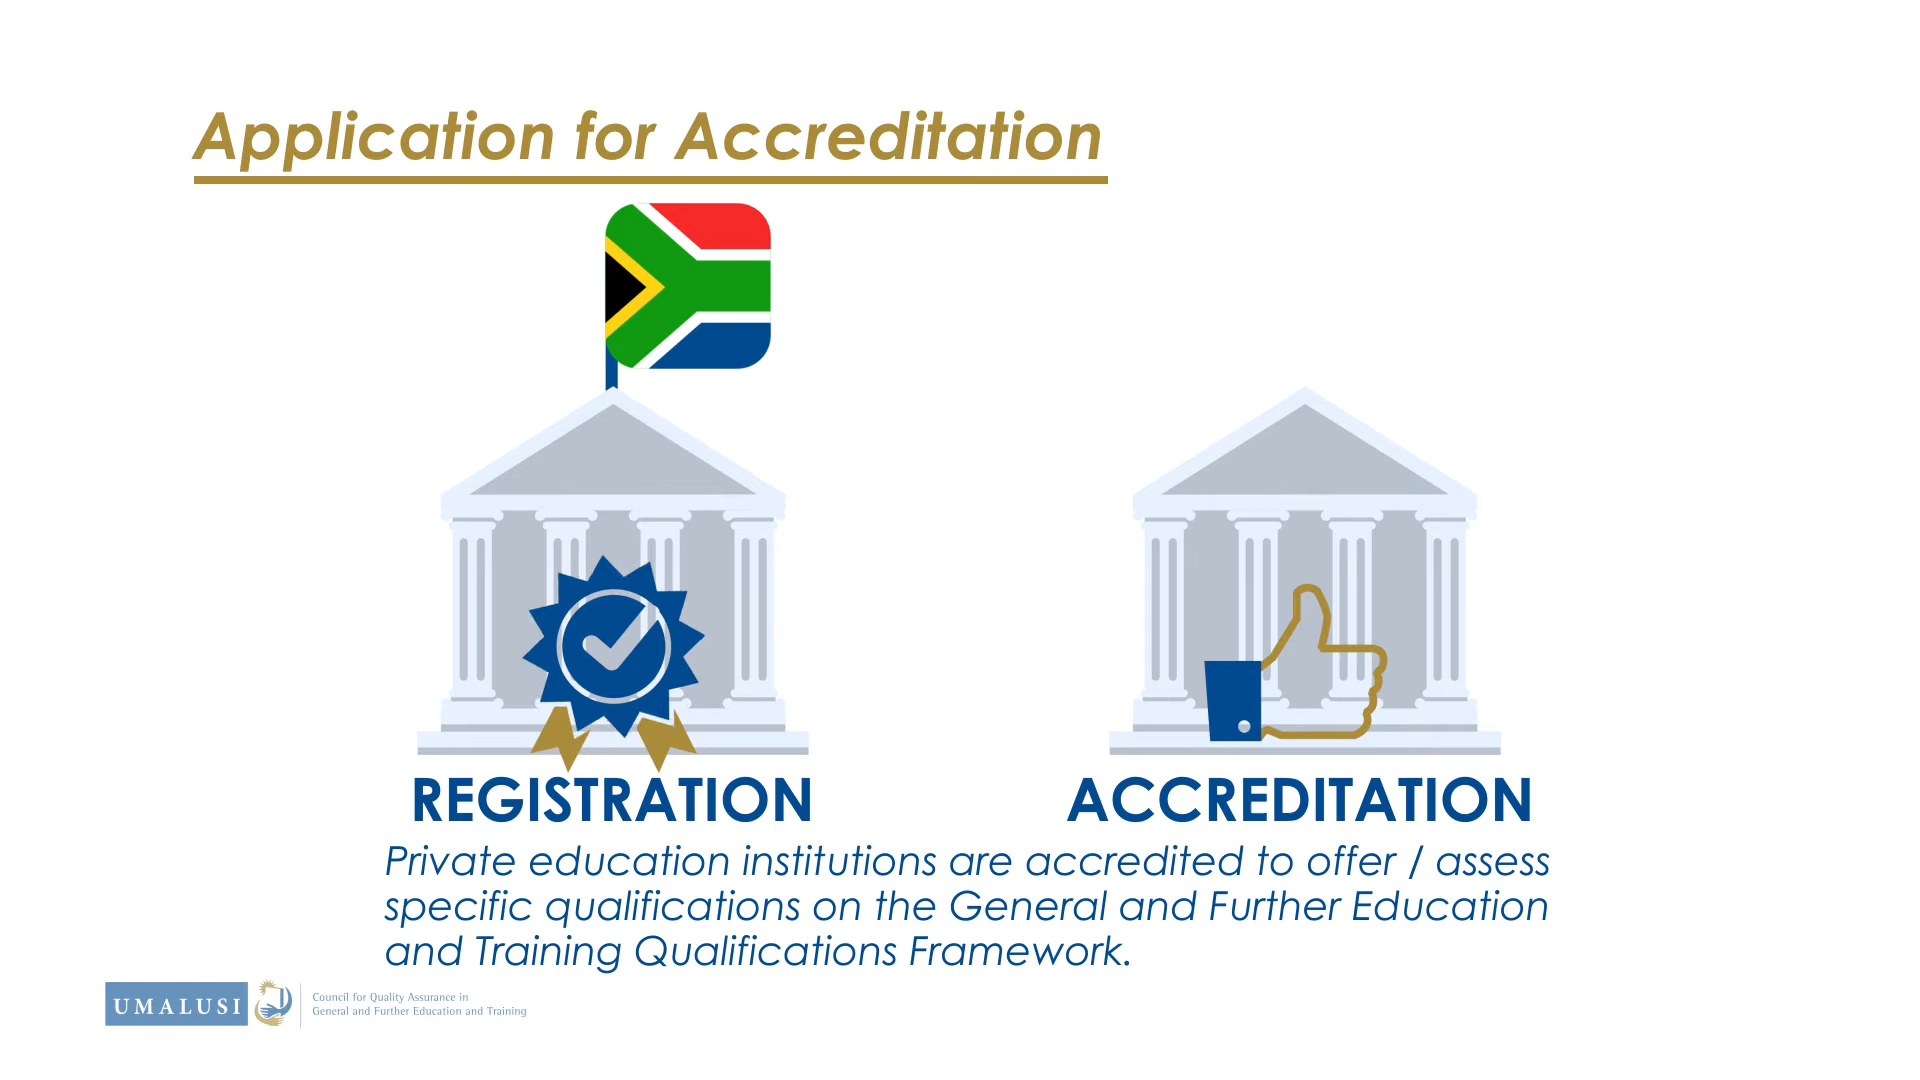 Application for Accreditation
REGISTRATION
ACCREDITATION
Private education institutions are accredited to offer / assess
specific qualifications on the General and Further Education
and Training Qualifications Framework.
UMALUSI
Council for Quality Assurance in
General and Further Education and Training